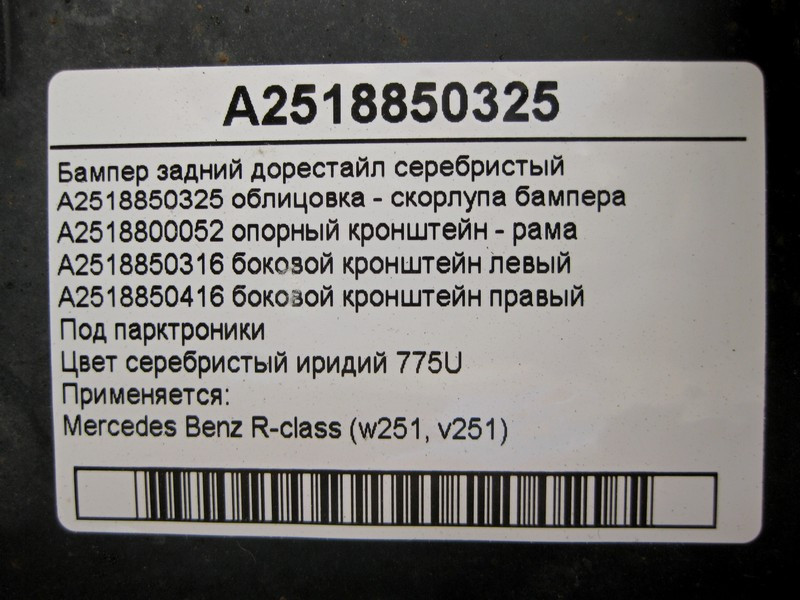 A2518850325
Бампер задний дорестайл серебристый
A2518850325 облицовка - скорлупа бампера
A2518800052 опорный кронштейн - рама
A2518850316 боковой кронштейн левый
A2518850416 боковой кронштейн правый
Под парктроники
Цвет серебристый иридий 775U
Применяется:
Mercedes Benz R-class (w251, v251)